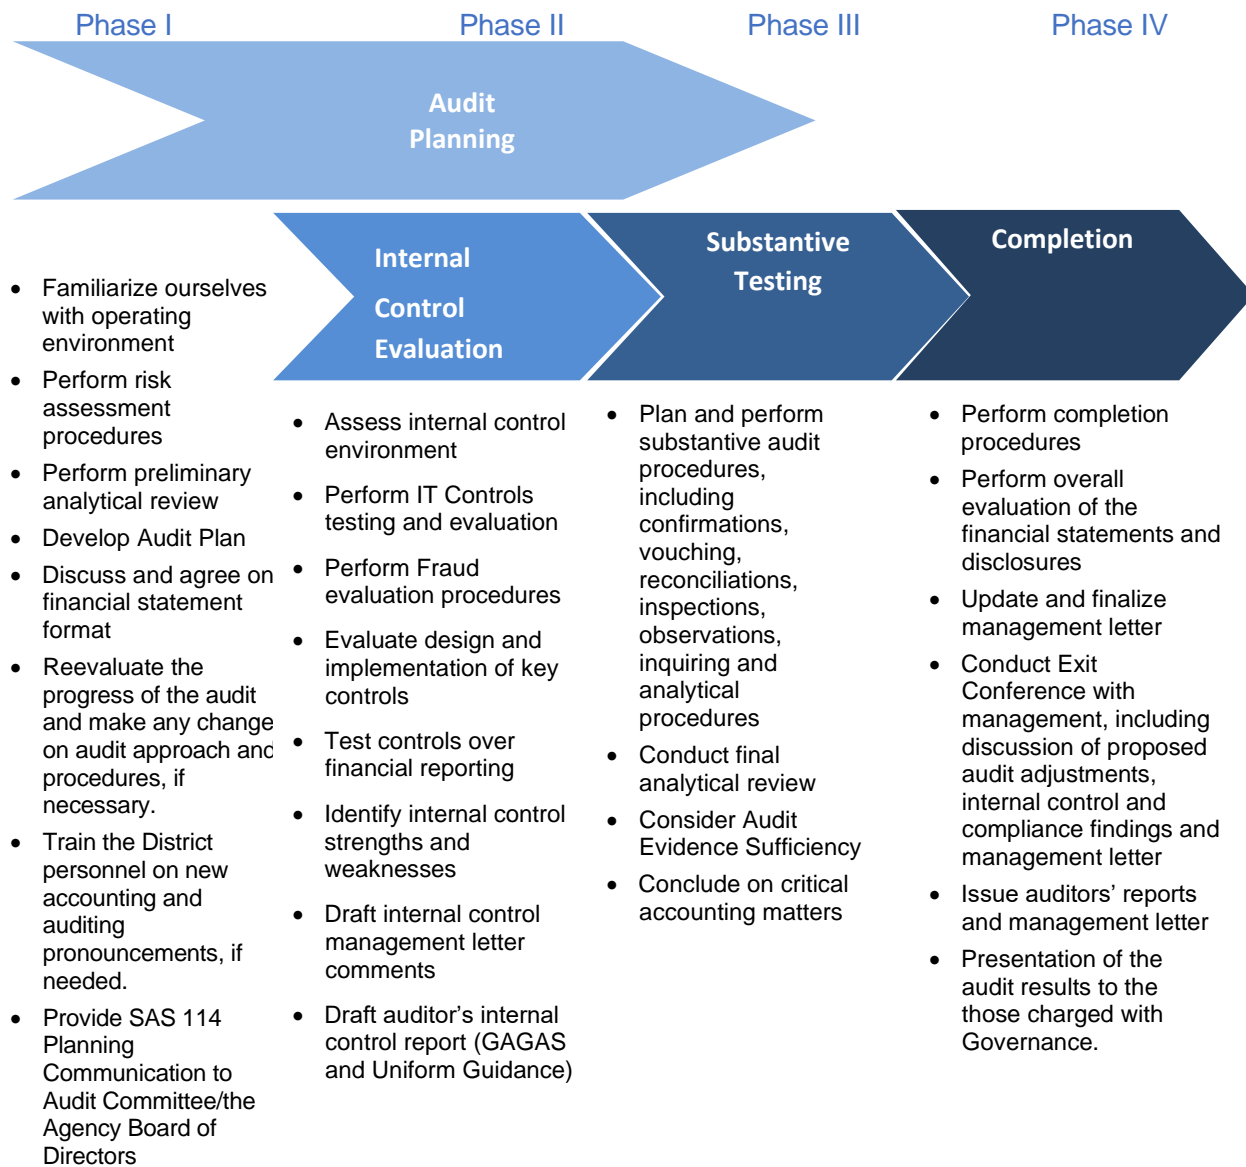 Phase I
Phase II
Phase III
Phase IV
Audit
Planning
Internal
Control
Evaluation
Substantive
Testing
Completion
• Familiarize ourselves
with operating
environment
• Perform risk
assessment
procedures
• Perform preliminary
analytical review
• Develop Audit Plan
• Discuss and agree on
financial statement
format
• Reevaluate the
progress of the audit
and make any change
on audit approach and
procedures, if
necessary.
• Train the District
personnel on new
accounting and
auditing
pronouncements, if
needed.
• Provide SAS 114
Planning
Communication to
Audit Committee/the
Agency Board of
Directors
• Assess internal control
environment
• Perform IT Controls
testing and evaluation
• Perform Fraud
evaluation procedures
• Evaluate design and
implementation of key
controls
• Test controls over
financial reporting
• Identify internal control
strengths and
weaknesses
• Draft internal control
management letter
comments
• Draft auditor’s internal
control report (GAGAS
and Uniform Guidance)
• Plan and perform
substantive audit
procedures,
including
confirmations,
vouching,
reconciliations,
inspections,
observations,
inquiring and
analytical
procedures
• Conduct final
analytical review
• Consider Audit
Evidence Sufficiency
• Conclude on critical
accounting matters
• Perform completion
procedures
• Perform overall
evaluation of the
financial statements and
disclosures
• Update and finalize
management letter
• Conduct Exit
Conference with
management, including
discussion of proposed
audit adjustments,
internal control and
compliance findings and
management letter
• Issue auditors’ reports
and management letter
• Presentation of the
audit results to the
those charged with
Governance.